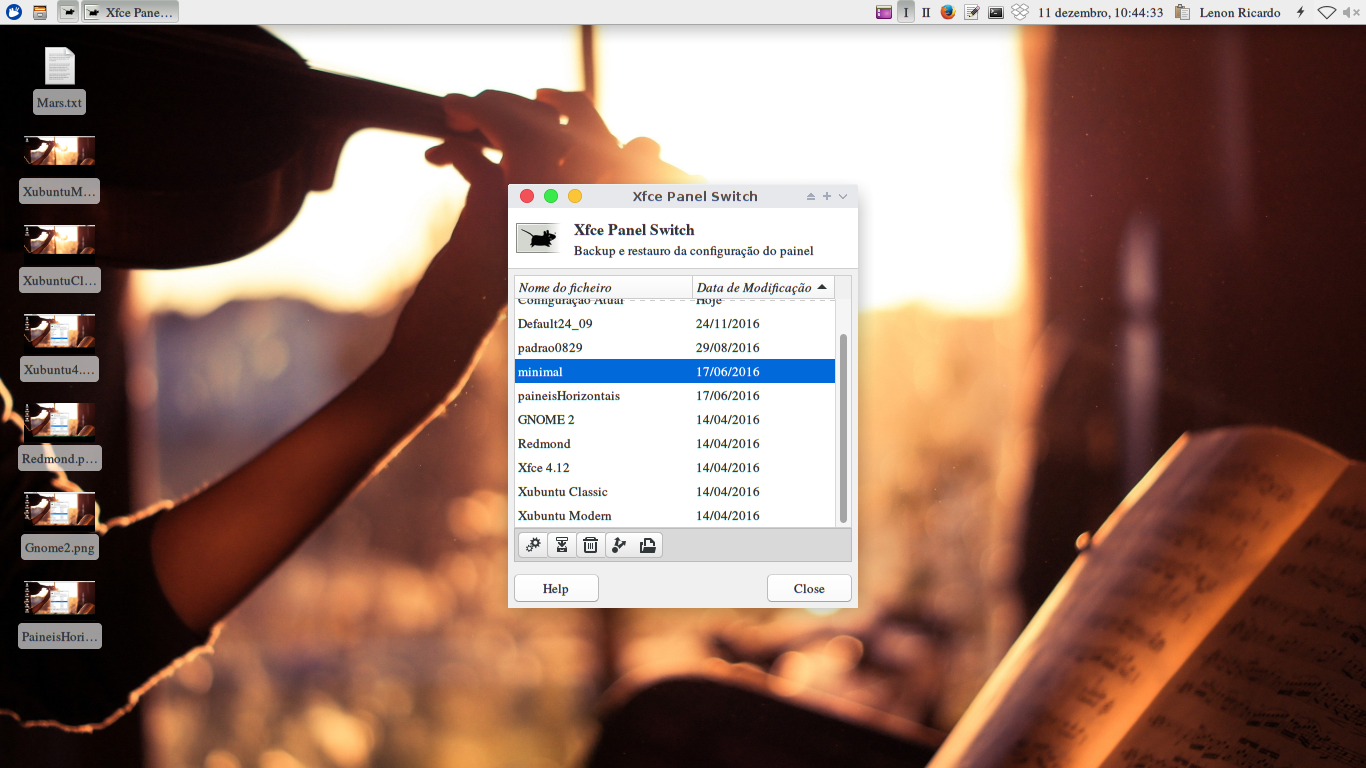 Xfce Pane...
I
II
11 dezembro, 10:44:33
Lenon Ricardo
Mars.txt
XubuntuM...
XubuntuCl...
Xubuntu4....
Redmond.p...
Gnome2.png
PaineisHori...
Xfce Panel Switch
Xfce Panel Switch
Backup e restauro da configuração do painel
Nome do ficheiro Data de Modificação
Configuração Atual Hoje
Default24_09 24/11/2016
padrao0829 29/08/2016
minimal 17/06/2016
paineisHorizontais 17/06/2016
GNOME 2 14/04/2016
Redmond 14/04/2016
Xfce 4.12 14/04/2016
Xubuntu Classic 14/04/2016
Xubuntu Modern 14/04/2016
Help
Close